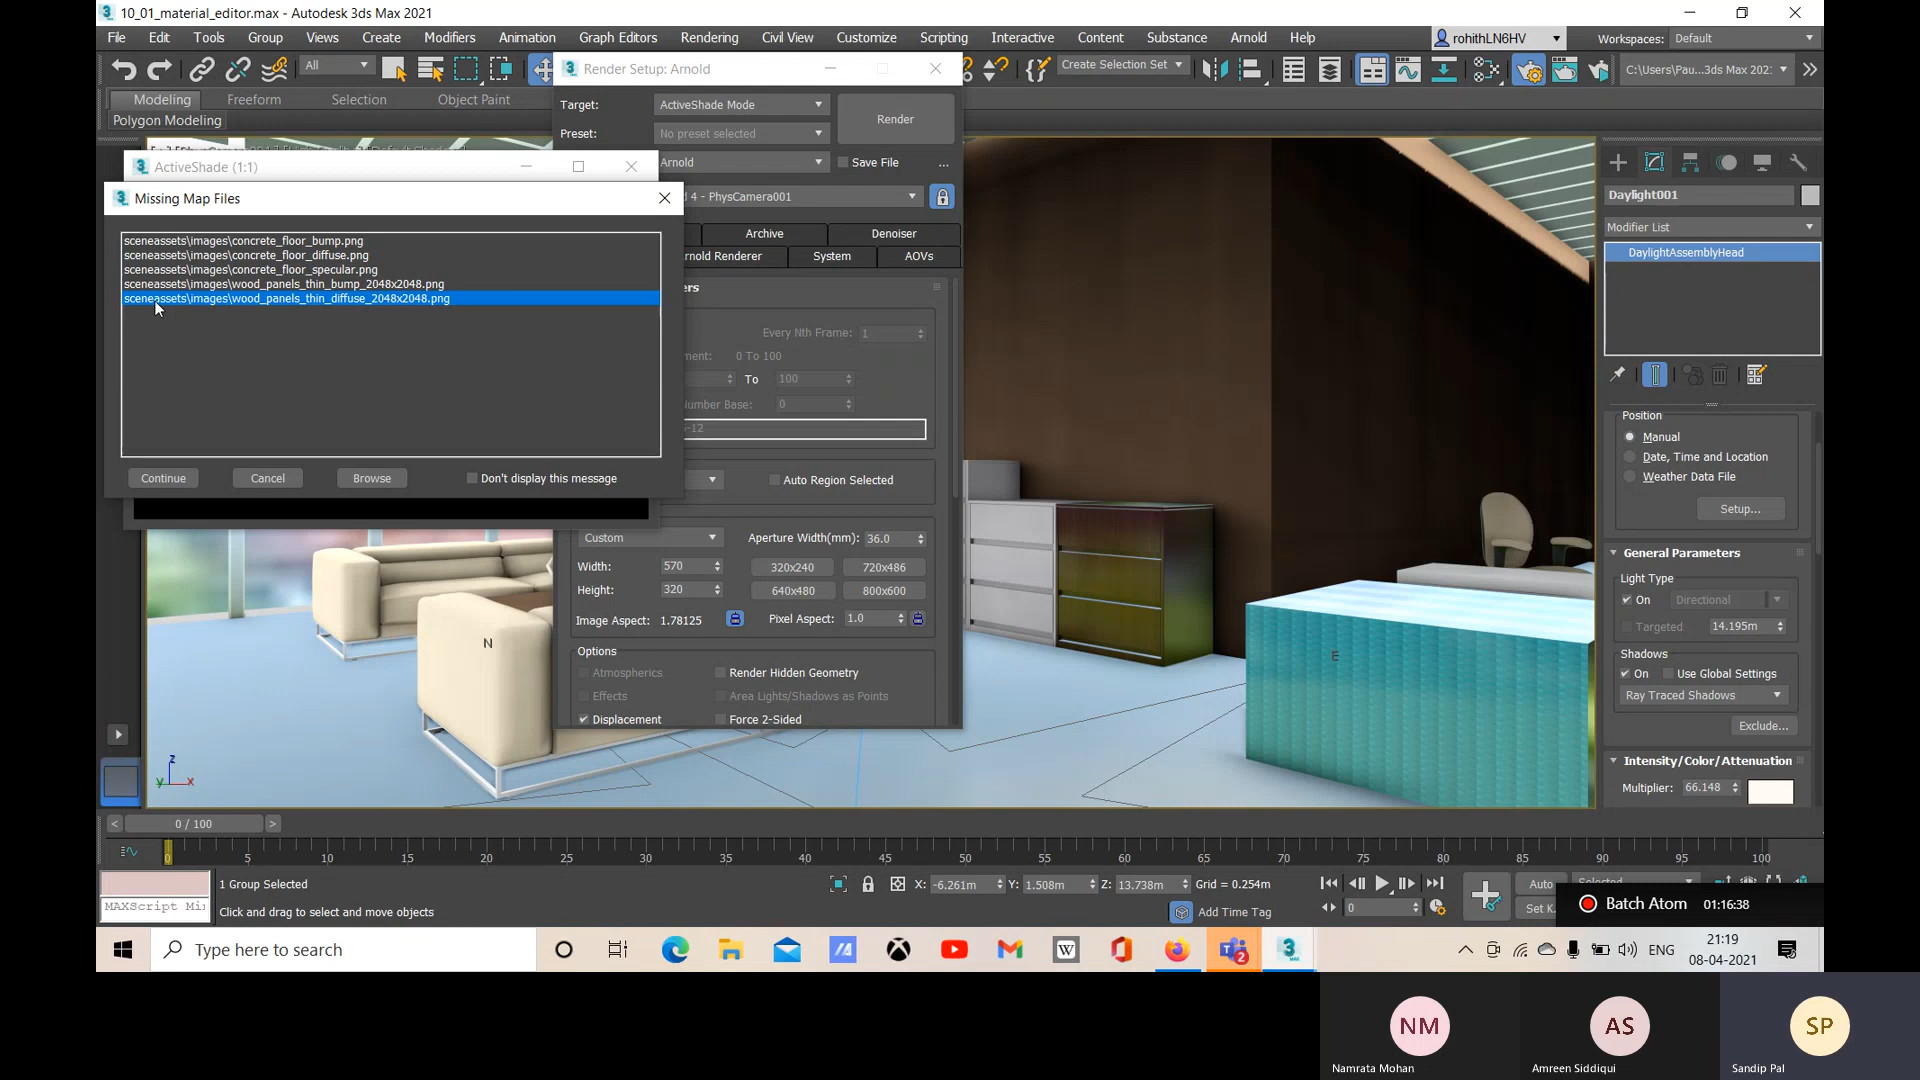 10_01_material_editor.max - Autodesk 3ds Max 2021
File Edit Tools Group Views Create Modifiers Animation Graph Editors Rendering Civil View Customize Scripting Interactive Content Substance Arnold Help
rohithLN6HV
Workspaces: Default
All
Create Selection Set
C:\Users\Pau...3ds Max 202:
Modeling Freeform Selection Object Paint
Polygon Modeling
Render Setup: Arnold
Target: ActiveShade Mode
Render
Preset: No preset selected
Arnold
Save File ...
d 4 - PhysCamera001
Archive Denoiser
rnold Renderer System AOVs
ActiveShade (1:1)
Missing Map Files
sceneassets\images\concrete_floor_bump.png
sceneassets\images\concrete_floor_diffuse.png
sceneassets\images\concrete_floor_specular.png
sceneassets\images\wood_panels_thin_bump_2048x2048.png
sceneassets\images\wood_panels_thin_diffuse_2048x2048.png
Continue Cancel Browse Don't display this message
ers
Every Nth Frame: 1
ment: 0 To 100
To 100
umber Base: 0
-12
Auto Region Selected
Custom Aperture Width(mm): 36.0
Width: 570 320x240 720x486
Height: 320 640x480 800x600
Image Aspect: 1.78125 Pixel Aspect: 1.0
Options
Atmospherics Render Hidden Geometry
Effects Area Lights/Shadows as Points
Displacement Force 2-Sided
N
E
z
y x
Daylight001
Modifier List
DaylightAssemblyHead
Position
Manual
Date, Time and Location
Weather Data File
Setup...
General Parameters
Light Type
On Directional
Targeted 14.195m
Shadows
On Use Global Settings
Ray Traced Shadows
Exclude...
Intensity/Color/Attenuation
Multiplier: 66.148
< 0 / 100 >
0 5 10 15 20 25 30 35 40 45 50 55 60 65 70 75 80 85 90 95 100
1 Group Selected
X: -6.261m Y: 1.508m Z: 13.738m Grid = 0.254m
Auto Selected
MAXScript Mi
Click and drag to select and move objects
Add Time Tag
0
Set K
Batch Atom 01:16:38
Type here to search
W
2
3
MAX
ENG
21:19
08-04-2021
NM
AS
SP
Namrata Mohan
Amreen Siddiqui
Sandip Pal